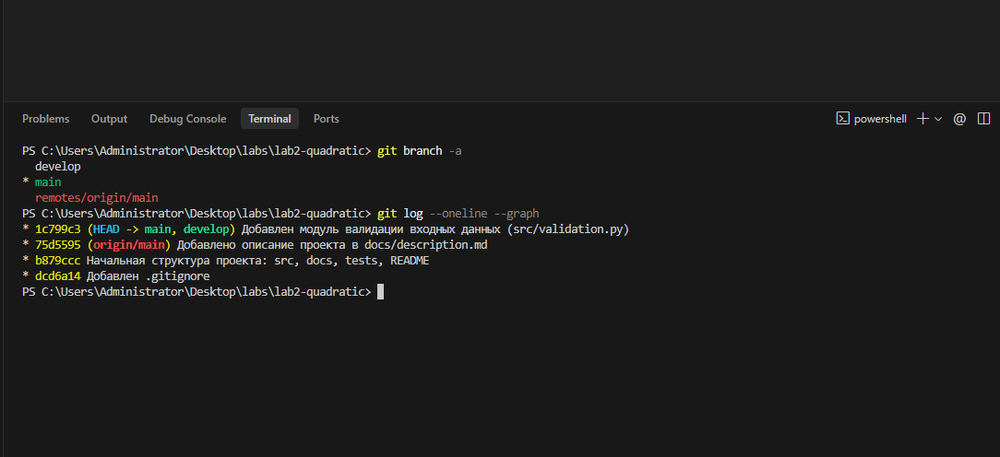 Problems Output Debug Console Terminal Ports powershell @
PS C:\Users\Administrator\Desktop\labs\lab2-quadratic> git branch -a
develop
* main
remotes/origin/main
PS C:\Users\Administrator\Desktop\labs\lab2-quadratic> git log --oneline --graph
* 1c799c3 (HEAD -> main, develop) Добавлен модуль валидации входных данных (src/validation.py)
* 75d5595 (origin/main) Добавлено описание проекта в docs/description.md
* b879ccc Начальная структура проекта: src, docs, tests, README
* dcd6a14 Добавлен .gitignore
PS C:\Users\Administrator\Desktop\labs\lab2-quadratic>